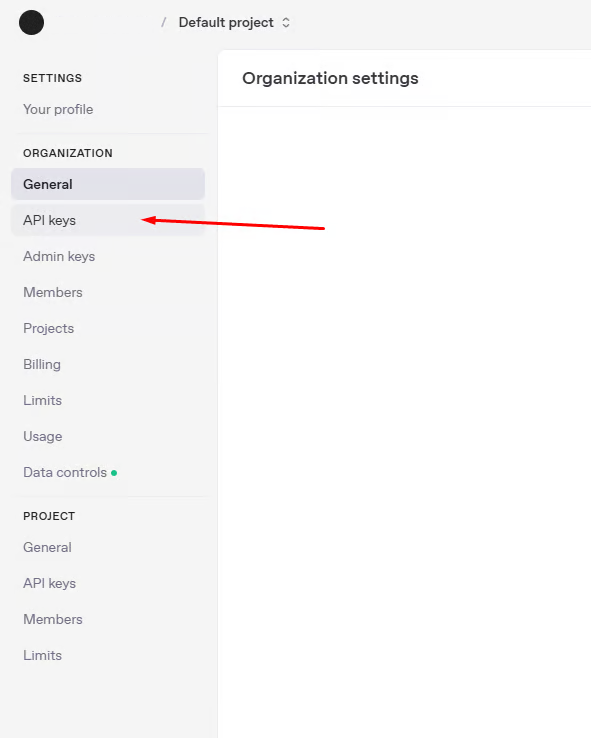 / Default project
SETTINGS
Organization settings
Your profile
ORGANIZATION
General
API keys
Admin keys
Members
Projects
Billing
Limits
Usage
Data controls
PROJECT
General
API keys
Members
Limits